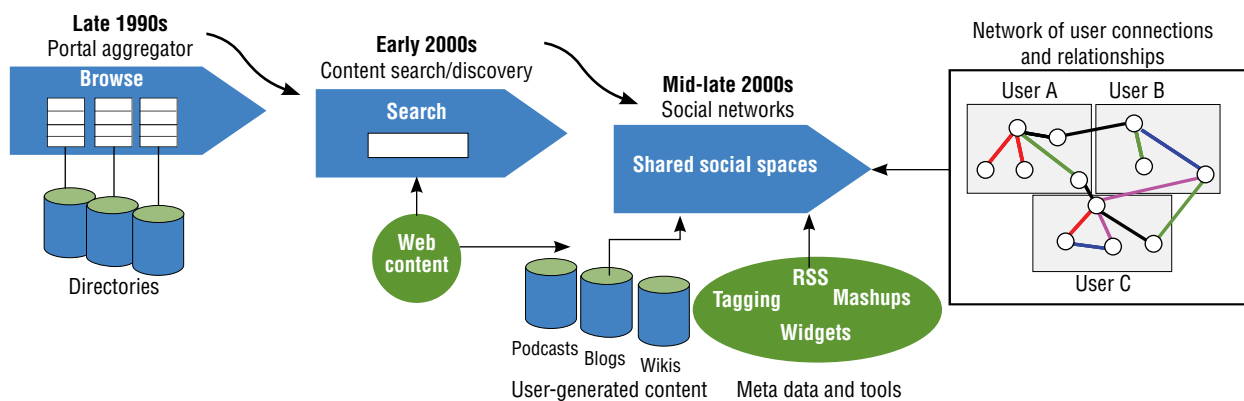 Late 1990s
Portal aggregator
Browse
Directories
Early 2000s
Content search/discovery
Search
Web
content
Mid-late 2000s
Social networks
Shared social spaces
Podcasts
Blogs
Wikis
User-generated content
RSS
Tagging
Mashups
Widgets
Meta data and tools
Network of user connections
and relationships
User A
User B
User C